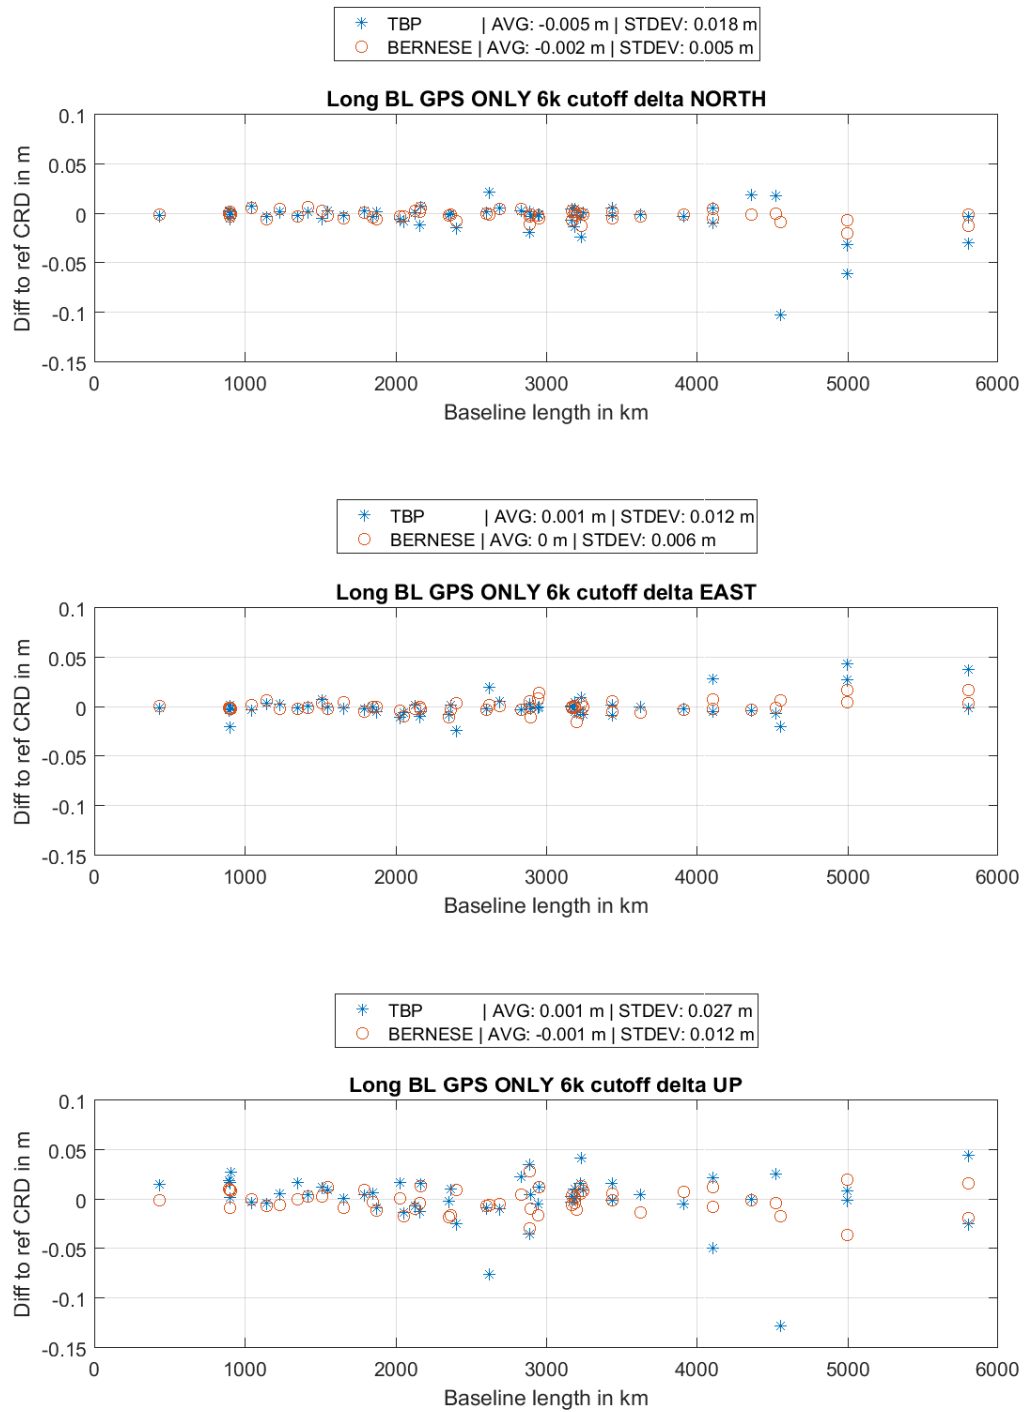 TBP | AVG: -0.005 m | STDEV: 0.018 m
BERNESE | AVG: -0.002 m | STDEV: 0.005 m
Long BL GPS ONLY 6k cutoff delta NORTH
0.1
0.05
0
-0.05
-0.1
-0.15
Diff to ref CRD in m
0 1000 2000 3000 4000 5000 6000
Baseline length in km
TBP | AVG: 0.001 m | STDEV: 0.012 m
BERNESE | AVG: 0 m | STDEV: 0.006 m
Long BL GPS ONLY 6k cutoff delta EAST
0.1
0.05
0
-0.05
-0.1
-0.15
Diff to ref CRD in m
0 1000 2000 3000 4000 5000 6000
Baseline length in km
TBP | AVG: 0.001 m | STDEV: 0.027 m
BERNESE | AVG: -0.001 m | STDEV: 0.012 m
Long BL GPS ONLY 6k cutoff delta UP
0.1
0.05
0
-0.05
-0.1
-0.15
Diff to ref CRD in m
0 1000 2000 3000 4000 5000 6000
Baseline length in km